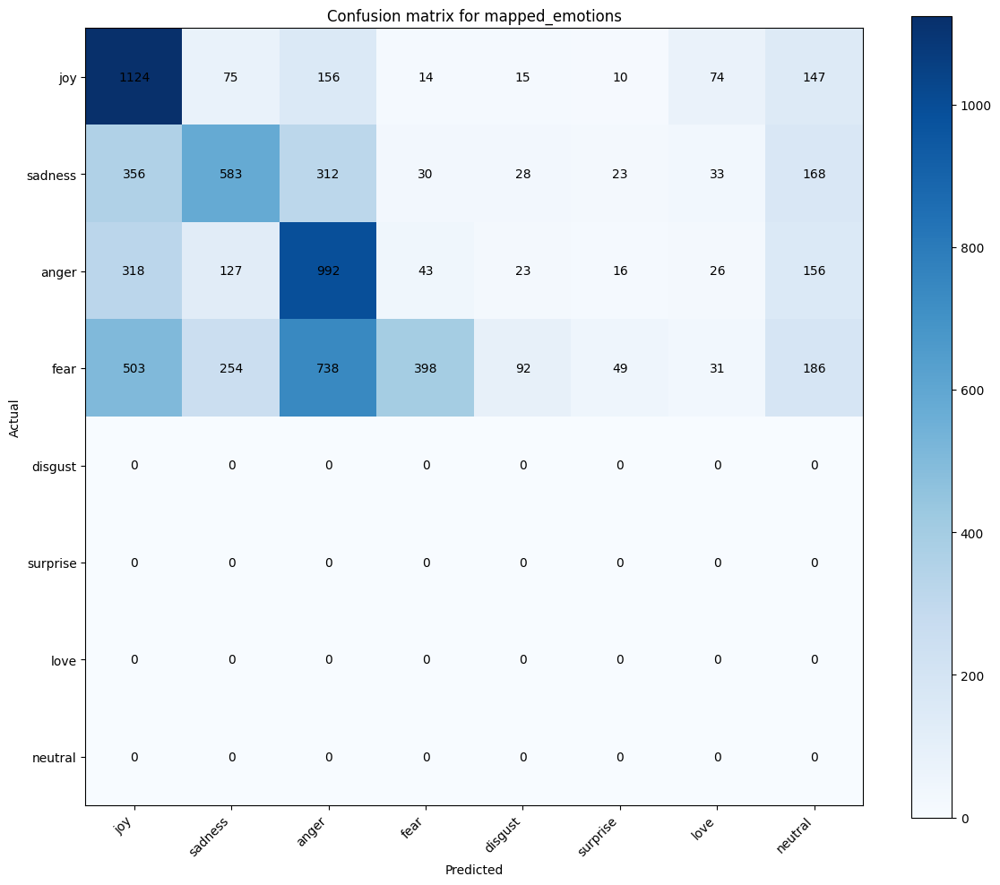 Confusion matrix for mapped_emotions
joy 1124 75 156 14 15 10 74 147
sadness 356 583 312 30 28 23 33 168
anger 318 127 992 43 23 16 26 156
fear 503 254 738 398 92 49 31 186
disgust 0 0 0 0 0 0 0 0
surprise 0 0 0 0 0 0 0 0
love 0 0 0 0 0 0 0 0
neutral 0 0 0 0 0 0 0 0
Actual
joy sadness anger fear disgust surprise love neutral
Predicted
1000
800
600
400
200
0